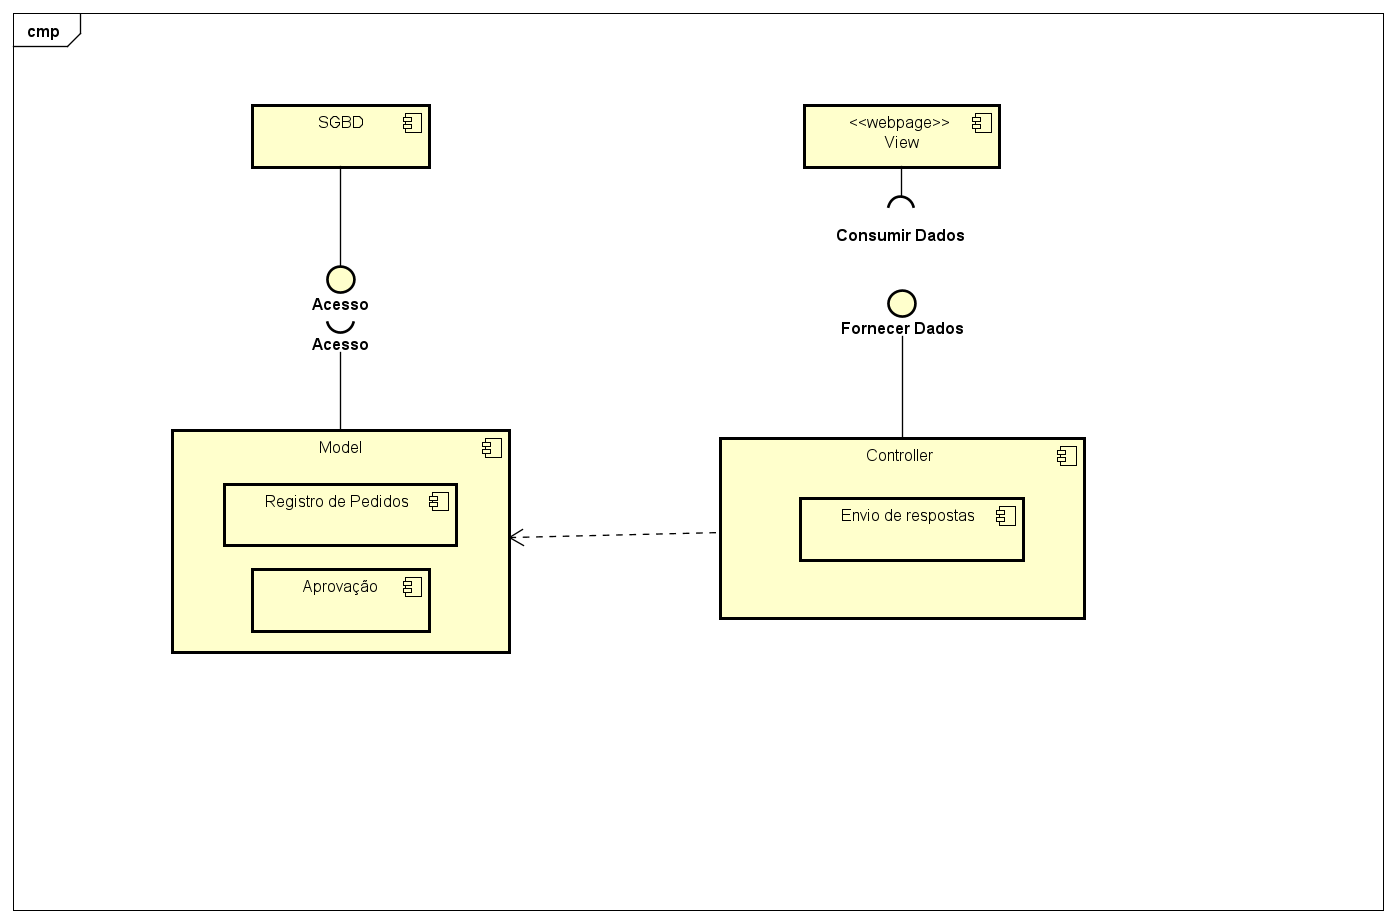 cmp
SGBD
<<webpage>>
View
Consumir Dados
Acesso
Fornecer Dados
Acesso
Model
Controller
Registro de Pedidos
Envio de respostas
Aprovação